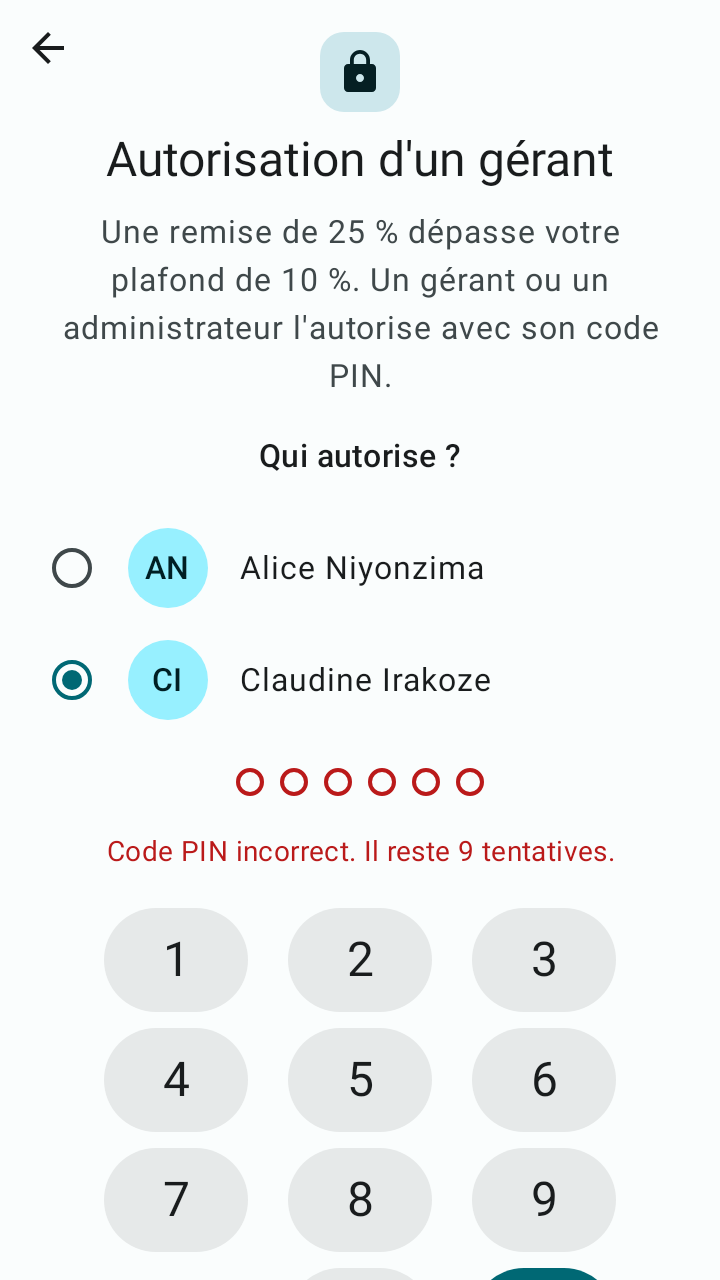 Autorisation d'un gérant
Une remise de 25 % dépasse votre
plafond de 10 %. Un gérant ou un
administrateur l'autorise avec son code
PIN.
Qui autorise ?
AN Alice Niyonzima
CI Claudine Irakoze
Code PIN incorrect. Il reste 9 tentatives.
1 2 3
4 5 6
7 8 9